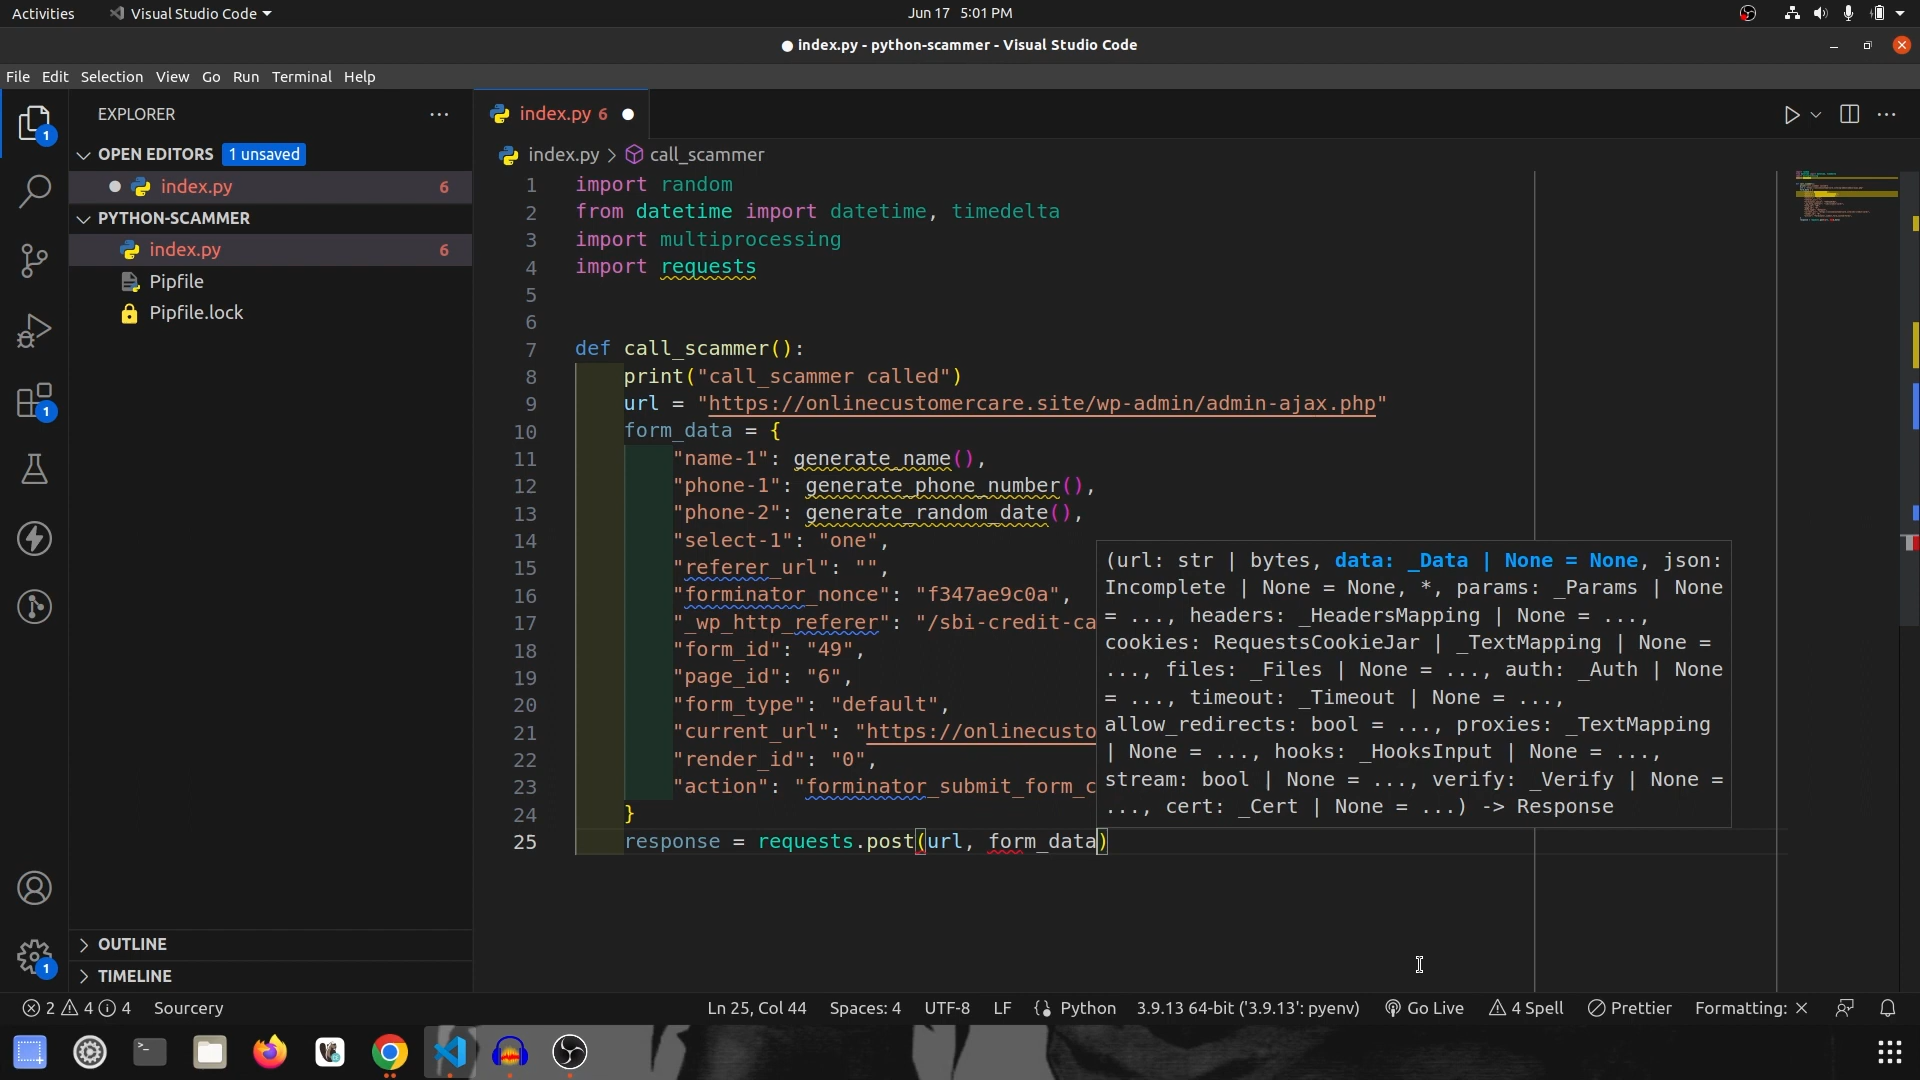 Activities
Visual Studio Code
Jun 17 5:01 PM
● index.py - python-scammer - Visual Studio Code
File Edit Selection View Go Run Terminal Help
EXPLORER
OPEN EDITORS 1 unsaved
index.py 6
PYTHON-SCAMMER
index.py 6
Pipfile
Pipfile.lock
OUTLINE
TIMELINE
1
1
1
index.py 6
index.py > call_scammer
1 import random
2 from datetime import datetime, timedelta
3 import multiprocessing
4 import requests
5
6
7 def call_scammer():
8 print("call_scammer called")
9 url = "https://onlinecustomercare.site/wp-admin/admin-ajax.php"
10 form_data = {
11 "name-1": generate_name(),
12 "phone-1": generate_phone_number(),
13 "phone-2": generate_random_date(),
14 "select-1": "one",
15 "referer_url": "",
16 "forminator_nonce": "f347ae9c0a",
17 "_wp_http_referer": "/sbi-credit-ca
18 "form_id": "49",
19 "page_id": "6",
20 "form_type": "default",
21 "current_url": "https://onlinecusto
22 "render_id": "0",
23 "action": "forminator_submit_form_c
24 }
25 response = requests.post(url, form_data)
(url: str | bytes, data: _Data | None = None, json:
Incomplete | None = None, *, params: _Params | None
= ..., headers: _HeadersMapping | None = ...,
cookies: RequestsCookieJar | _TextMapping | None =
..., files: _Files | None = ..., auth: _Auth | None
= ..., timeout: _Timeout | None = ...,
allow_redirects: bool = ..., proxies: _TextMapping
| None = ..., hooks: _HooksInput | None = ...,
stream: bool | None = ..., verify: _Verify | None =
..., cert: _Cert | None = ...) -> Response
2 4 4 Sourcery
Ln 25, Col 44 Spaces: 4 UTF-8 LF Python 3.9.13 64-bit ('3.9.13': pyenv) Go Live 4 Spell Prettier Formatting: ×